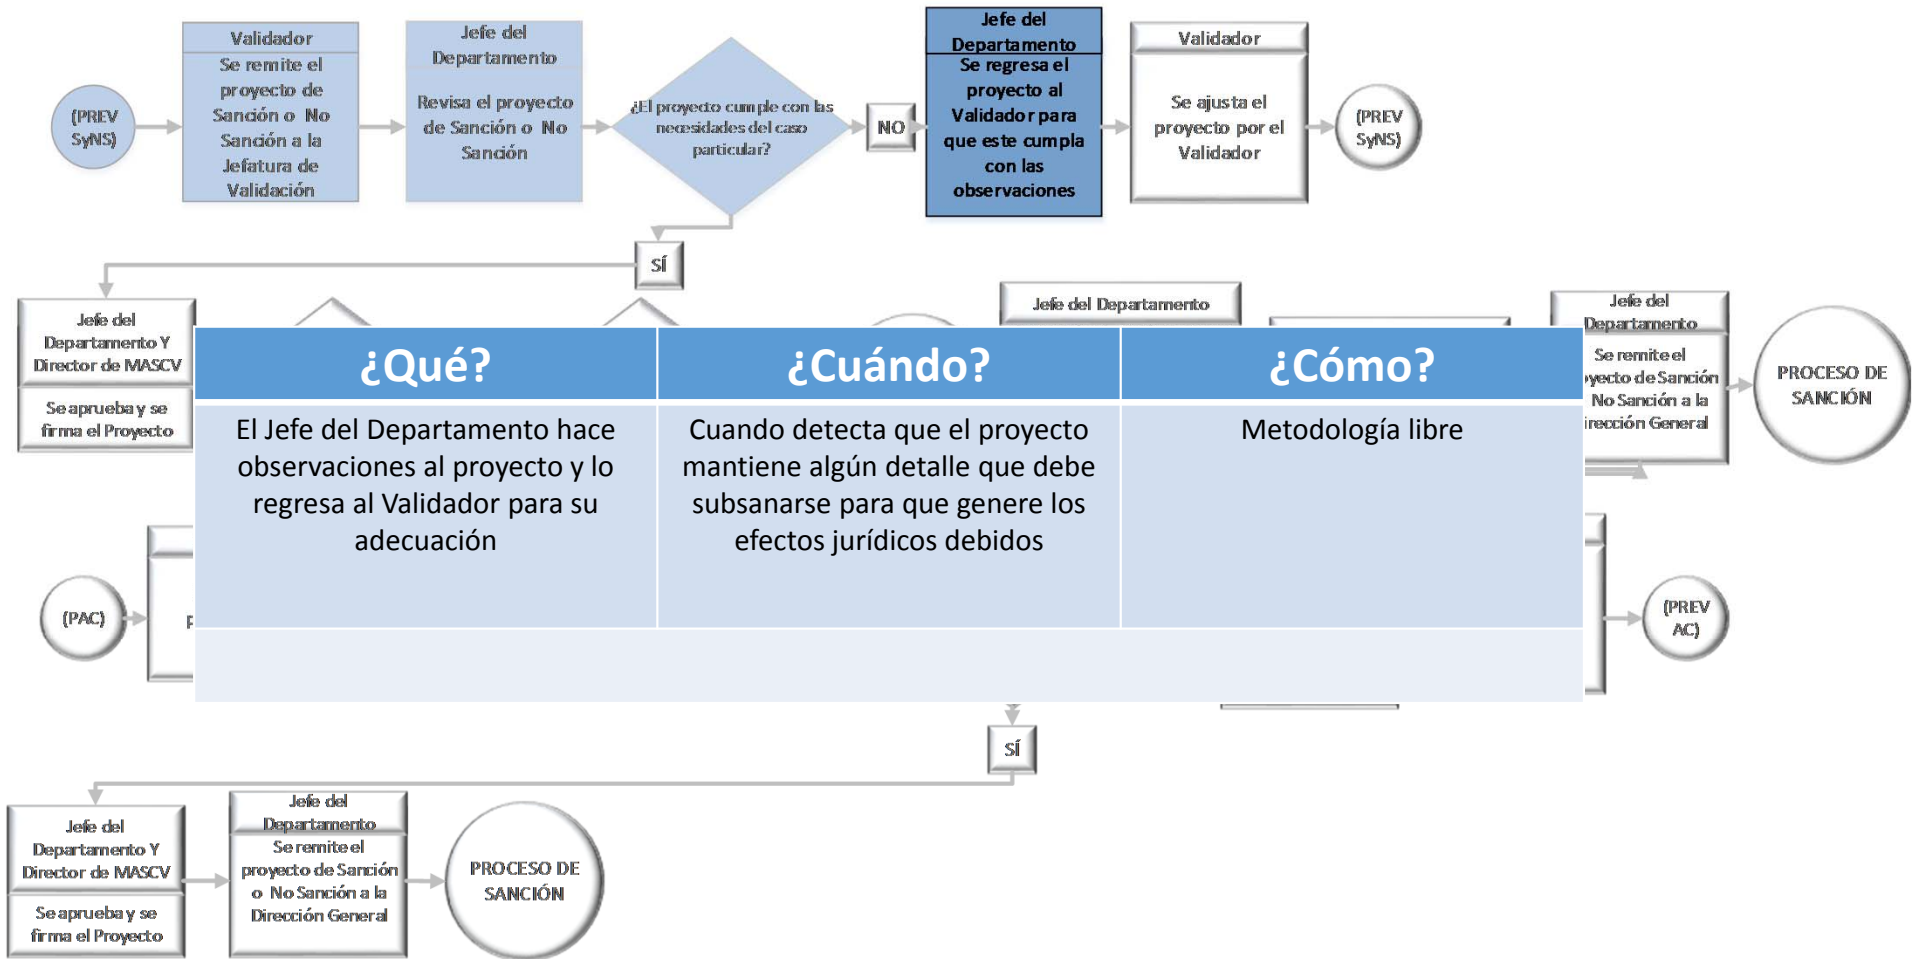 (PREV
SyNS)
Validador
Se remite el
proyecto de
Sanción o No
Sanción a la
Jefatura de
Validación
Jefe del
Departamento
Revisa el proyecto
de Sanción o No
Sanción
¿El proyecto cumple con las
necesidades del caso
particular?
NO
Jefe del
Departamento
Se regresa el
proyecto al
Validador para
que este cumpla
con las
observaciones
Validador
Se ajusta el
proyecto por el
Validador
(PREV
SyNS)
SÍ
Jefe del
Departamento Y
Director de MASCV
Se aprueba y se
firma el Proyecto
Jefe del Departamento
Jefe del
Departamento
Se remite el
de Sanción
No Sanción a la
General
PROCESO DE
SANCIÓN
¿Qué?
¿Cuándo?
¿Cómo?
El Jefe del Departamento hace
observaciones al proyecto y lo
regresa al Validador para su
adecuación
Cuando detecta que el proyecto
mantiene algún detalle que debe
subsanarse para que genere los
efectos jurídicos debidos
Metodología libre
(PAC)
(PREV
AC)
SÍ
Jefe del
Departamento Y
Director de MASCV
Se aprueba y se
firma el Proyecto
Jefe del
Departamento
Se remite el
proyecto de Sanción
o No Sanción a la
Dirección General
PROCESO DE
SANCIÓN